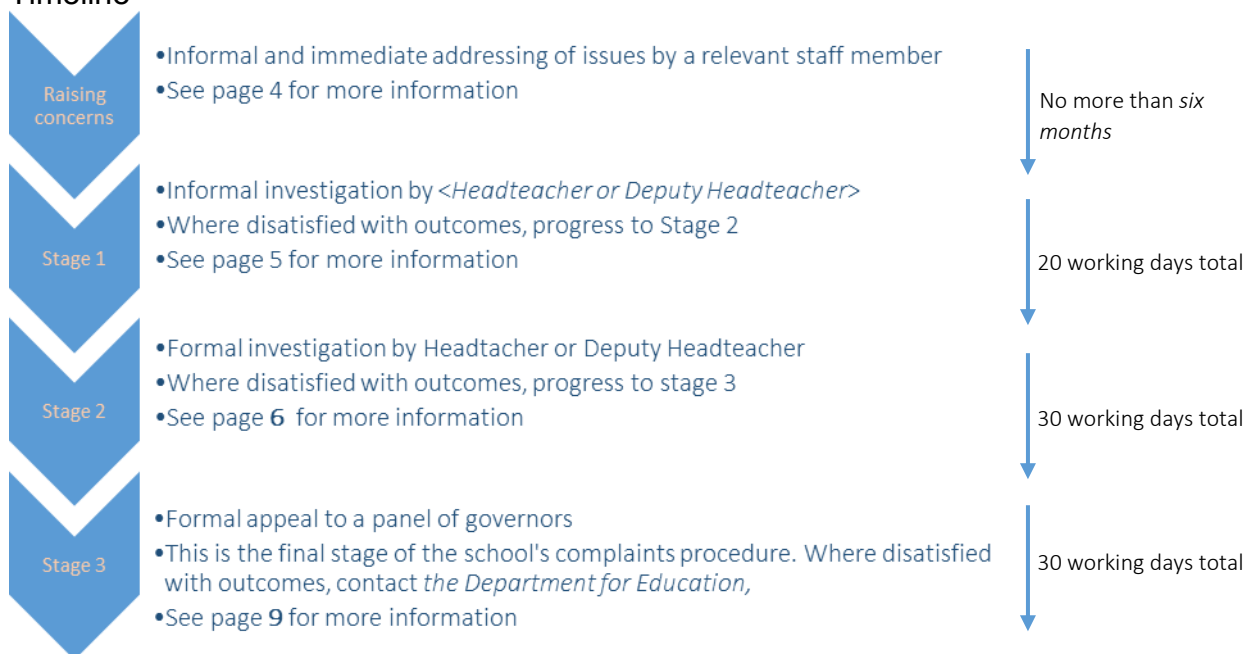 Timeline
Raising
concerns
•Informal and immediate addressing of issues by a relevant staff member
•See page 4 for more information
No more than six
months
Stage 1
•Informal investigation by <Headteacher or Deputy Headteacher>
•Where disatisfied with outcomes, progress to Stage 2
•See page 5 for more information
20 working days total
Stage 2
•Formal investigation by Headtacher or Deputy Headteacher
•Where disatisfied with outcomes, progress to stage 3
•See page 6 for more information
30 working days total
Stage 3
•Formal appeal to a panel of governors
•This is the final stage of the school's complaints procedure. Where disatisfied
with outcomes, contact the Department for Education,
•See page 9 for more information
30 working days total